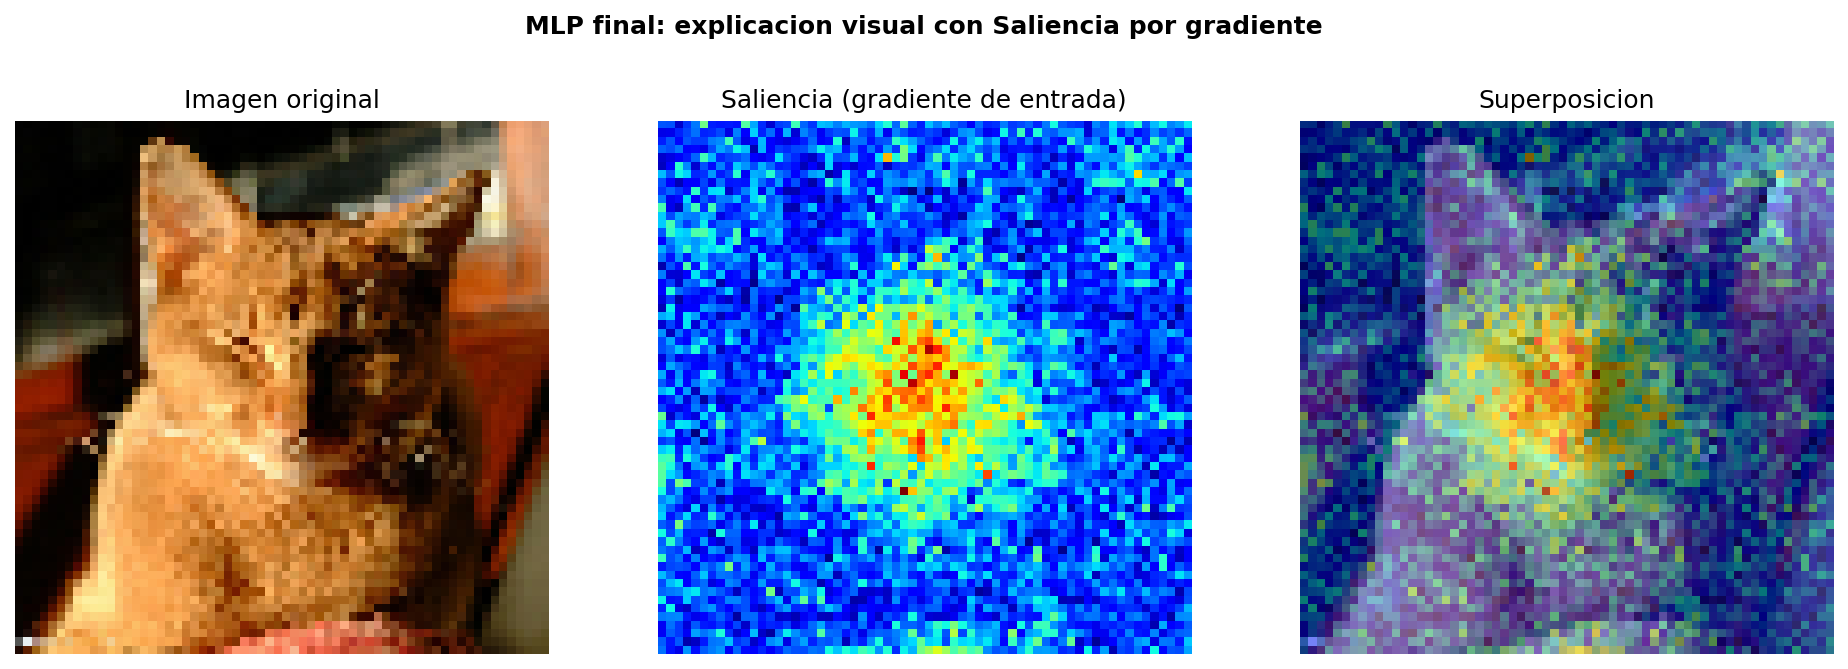 MLP final: explicacion visual con Saliencia por gradiente
Imagen original
Saliencia (gradiente de entrada)
Superposicion